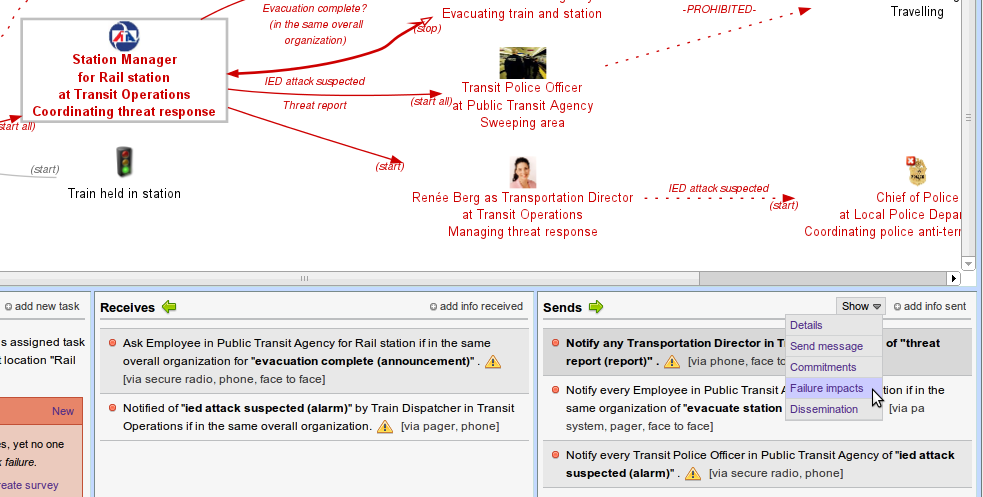 Evacuation complete?
(in the same overall
organization)
(stop)
Evacuating train and station
-PROHIBITED-
Travelling
Station Manager
for Rail station
at Transit Operations
Coordinating threat response
IED attack suspected
Threat report
(start all)
Transit Police Officer
at Public Transit Agency
Sweeping area
start all)
(start)
Train held in station
(start)
Renée Berg as Transportation Director
at Transit Operations
Managing threat response
IED attack suspected
(start)
Chief of Police
at Local Police Depar
Coordinating police anti-terr
add new task
s assigned task
t location "Rail
New
s, yet no one
k failure.
reate survey
Receives
add info received
Ask Employee in Public Transit Agency for Rail station if in the same
overall organization for "evacuation complete (announcement)" .
[via secure radio, phone, face to face]
Notified of "ied attack suspected (alarm)" by Train Dispatcher in Transit
Operations if in the same overall organization. [via pager, phone]
Sends
Show
add info sent
Details
Send message
Commitments
Failure impacts
Dissemination
Notify any Transportation Director in T of "threat
report (report)" . [via phone, face to
Notify every Employee in Public Transit A tion if in the
same organization of "evacuate station [via pa
system, pager, face to face]
Notify every Transit Police Officer in Public Transit Agency of "ied attack
suspected (alarm)" . [via secure radio, phone]